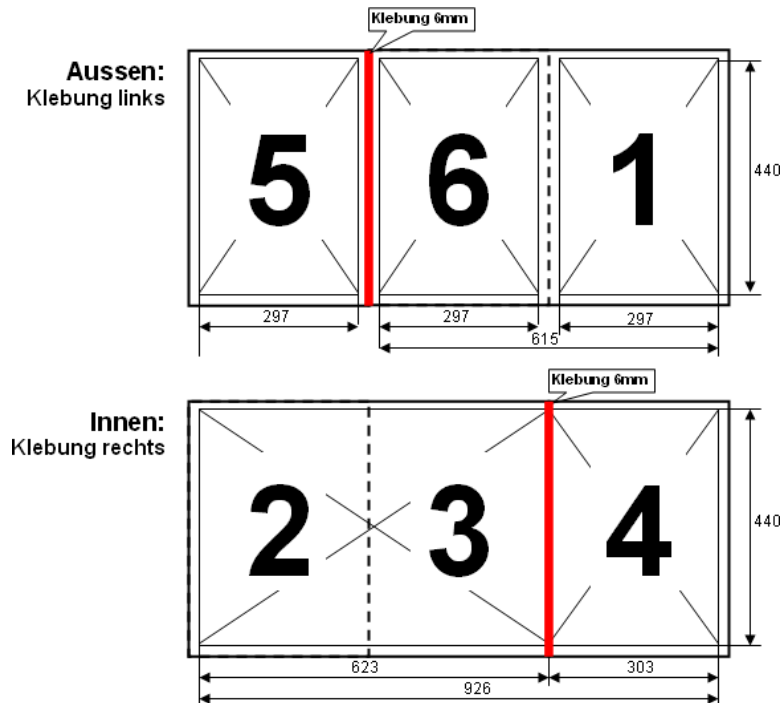 Klebung 6mm
Aussen:
Klebung links
5 6 1
440
297 297 297
615
Klebung 6mm
Innen:
Klebung rechts
2 3 4
440
623 303
926